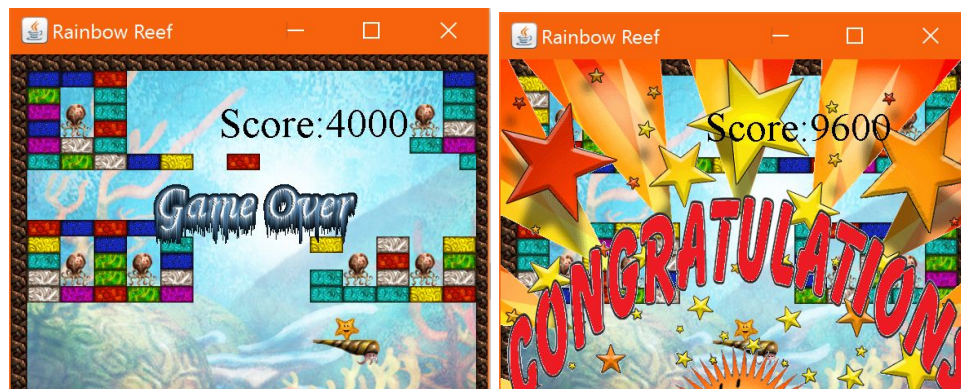 Rainbow Reef
Score:4000
Game Over
Rainbow Reef
Score:9600
CONGRATULATIONS